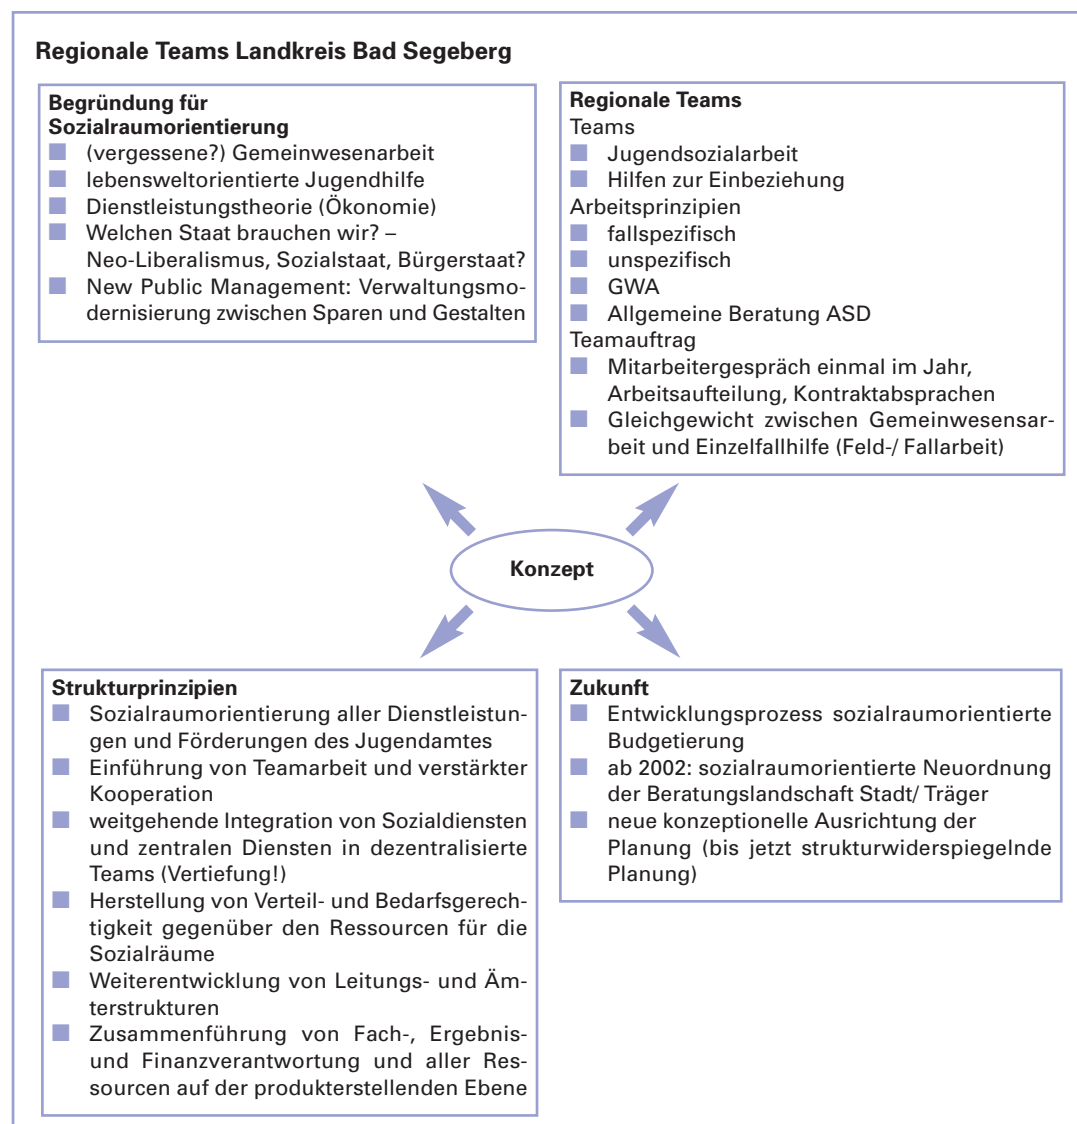 Regionale Teams Landkreis Bad Segeberg
Begründung für
Sozialraumorientierung
(vergessene?) Gemeinwesenarbeit
lebensweltorientierte Jugendhilfe
Dienstleistungstheorie (Ökonomie)
Welchen Staat brauchen wir? –
Neo-Liberalismus, Sozialstaat, Bürgerstaat?
New Public Management: Verwaltungsmo-
dernisierung zwischen Sparen und Gestalten
Regionale Teams
Teams
Jugendsozialarbeit
Hilfen zur Einbeziehung
Arbeitsprinzipien
fallspezifisch
unspezifisch
GWA
Allgemeine Beratung ASD
Teamauftrag
Mitarbeitergespräch einmal im Jahr,
Arbeitsaufteilung, Kontraktabsprachen
Gleichgewicht zwischen Gemeinwesensar-
beit und Einzelfallhilfe (Feld-/ Fallarbeit)
Konzept
Strukturprinzipien
Sozialraumorientierung aller Dienstleistun-
gen und Förderungen des Jugendamtes
Einführung von Teamarbeit und verstärkter
Kooperation
weitgehende Integration von Sozialdiensten
und zentralen Diensten in dezentralisierte
Teams (Vertiefung!)
Herstellung von Verteil- und Bedarfsgerech-
tigkeit gegenüber den Ressourcen für die
Sozialräume
Weiterentwicklung von Leitungs- und Äm-
terstrukturen
Zusammenführung von Fach-, Ergebnis-
und Finanzverantwortung und aller Res-
sourcen auf der produkterstellenden Ebene
Zukunft
Entwicklungsprozess sozialraumorientierte
Budgetierung
ab 2002: sozialraumorientierte Neuordnung
der Beratungslandschaft Stadt/ Träger
neue konzeptionelle Ausrichtung der
Planung (bis jetzt strukturwiderspiegelnde
Planung)